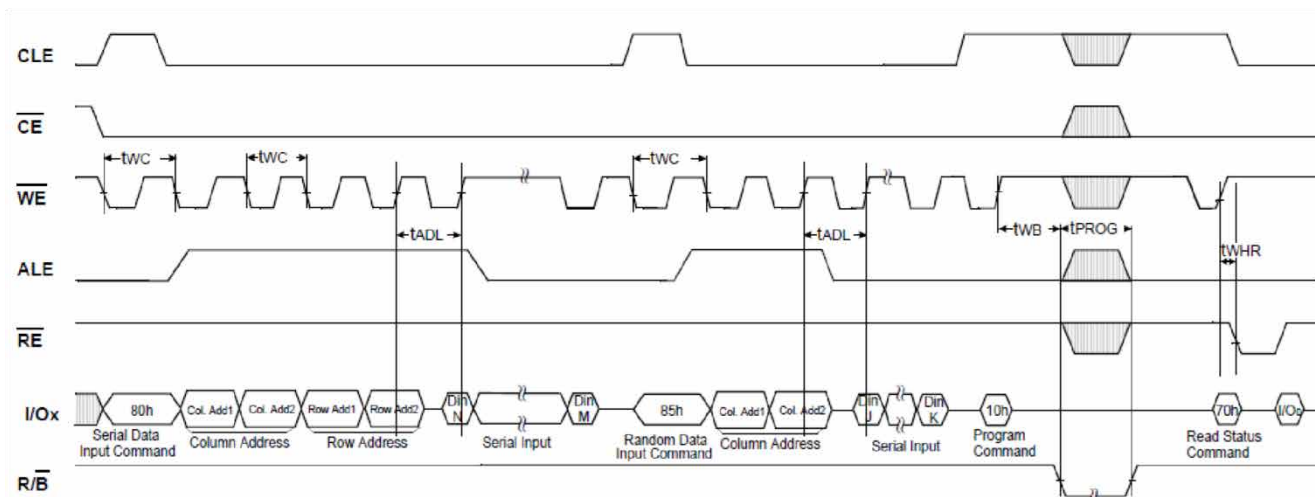 CLE
CE
tWC tWC tWC
WE
tADL tADL tWB tPROG
tWHR
ALE
RE
I/Ox 80h Col. Add1 Col. Add2 Row Add1 Row Add2 Din N Din M 85h Col. Add1 Col. Add2 Din J Din K 10h 70h I/Oo
Serial Data Input Command Column Address Row Address Serial Input Random Data Input Command Column Address Serial Input Program Command Read Status Command
R/B